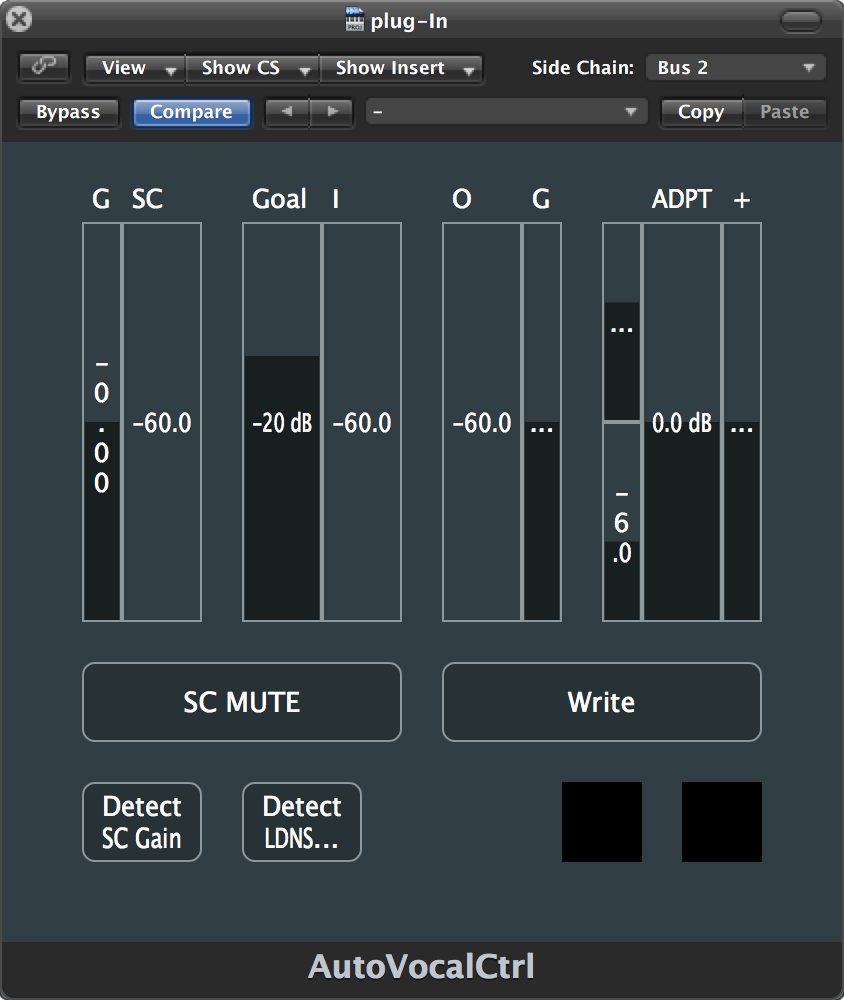 plug-In
View Show CS Show Insert Side Chain: Bus 2
Bypass Compare – Copy Paste
G SC Goal I O G ADPT +
–
0
.
0
0
-60.0
-20 dB
-60.0
-60.0
...
...
–
6
.0
0.0 dB
...
SC MUTE Write
Detect
SC Gain
Detect
LDNS...
AutoVocalCtrl